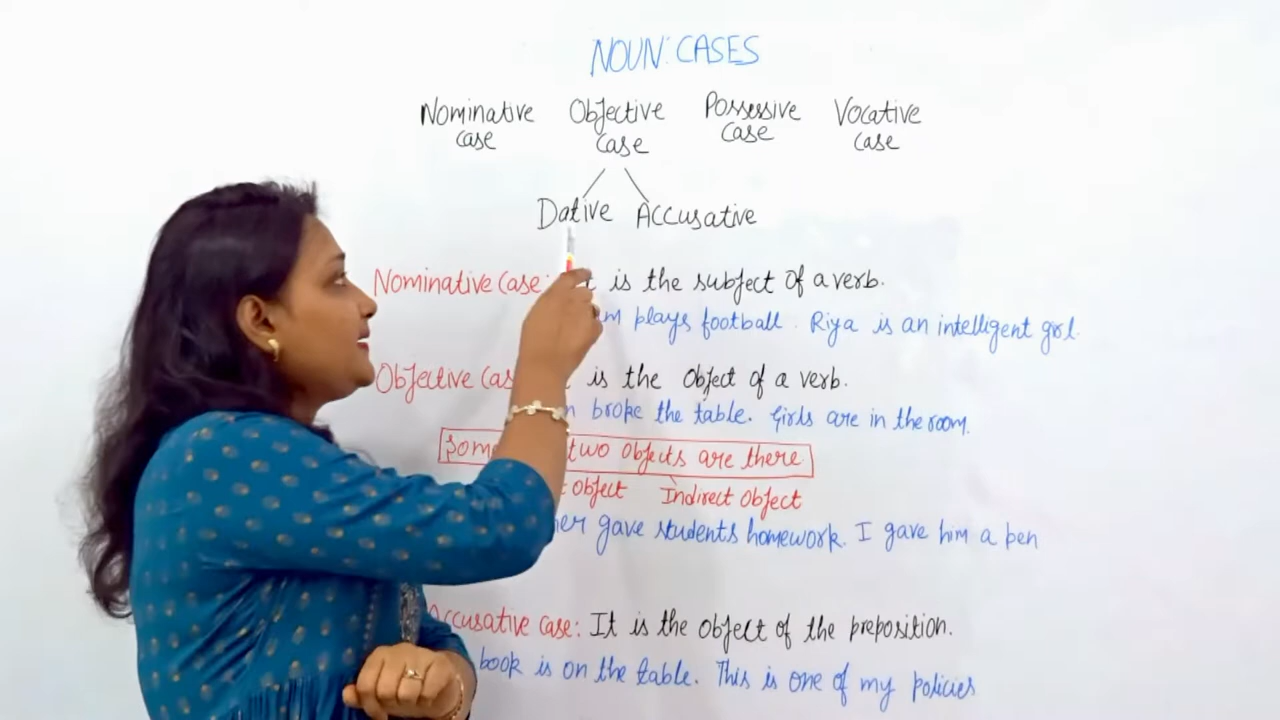 NOUN: CASES
Nominative case Objective case Possessive case Vocative case
Dative Accusative
Nominative case: is the subject of a verb.
plays football. Riya is an intelligent girl.
Objective is the object of a verb.
broke the table. Girls are in the room.
two objects are there
object Indirect object
gave students homework. I gave him a pen
Accusative case: It is the object of the preposition.
book is on the table. This is one of my policies